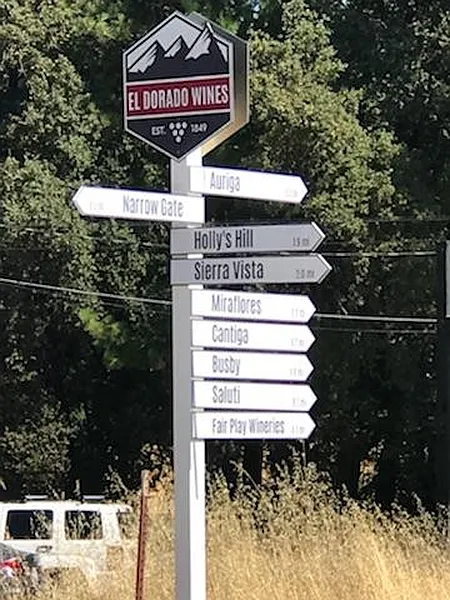 EL DORADO WINES
EST. 1849
Auriga
Narrow Gate
Holly's Hill 1.9 mi
Sierra Vista 2.0 mi
Miraflores
Cantiga
Busby
Saluti
Fair Play Wineries